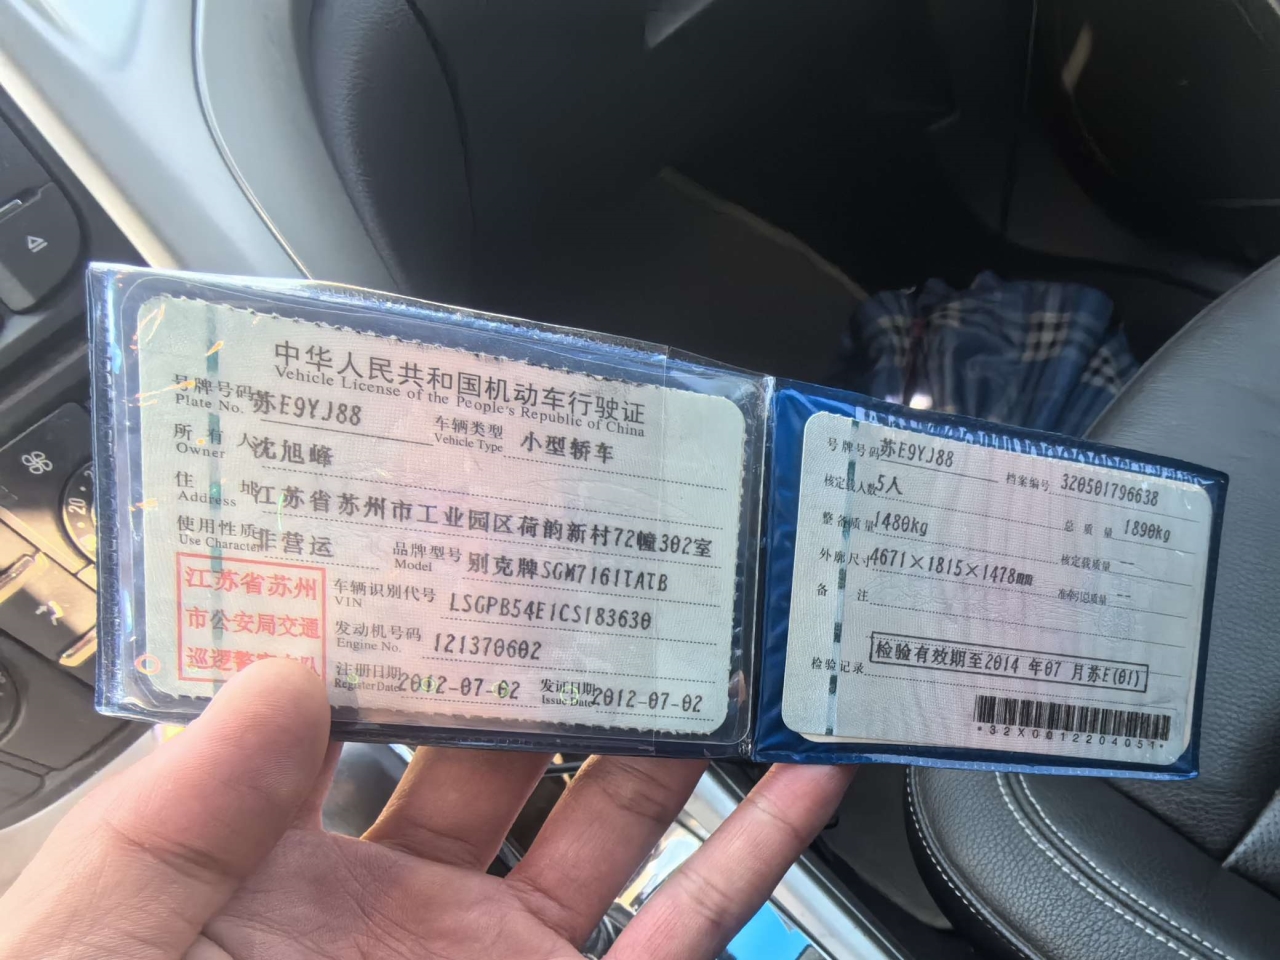 中华人民共和国机动车行驶证
Vehicle License of the People's Republic of China
号牌号码 苏E9YJ88 车辆类型 小型轿车
Plate No. Vehicle Type
所有人 沈旭峰
Owner
住址 江苏省苏州市工业园区荷韵新村72幢302室
Address
使用性质 非营运 品牌型号 别克牌SGM7161TATB
Use Character Model
江苏省苏州
市公安局交通
车辆识别代号 LSGPB54E1CS183630
VIN
发动机号码 121370602
Engine No.
注册日期 2012-07-02 发证日期 2012-07-02
Register Date Issue Date
号牌号码 苏E9YJ88 档案编号 320501796638
核定载人数 5人 总质量 1890kg
整备质量 1480kg 核定载质量 --
外廓尺寸 4671×1815×1478mm 准牵引总质量 --
备注
检验记录 检验有效期至2014年07月苏E(01)
*32X0012204051*